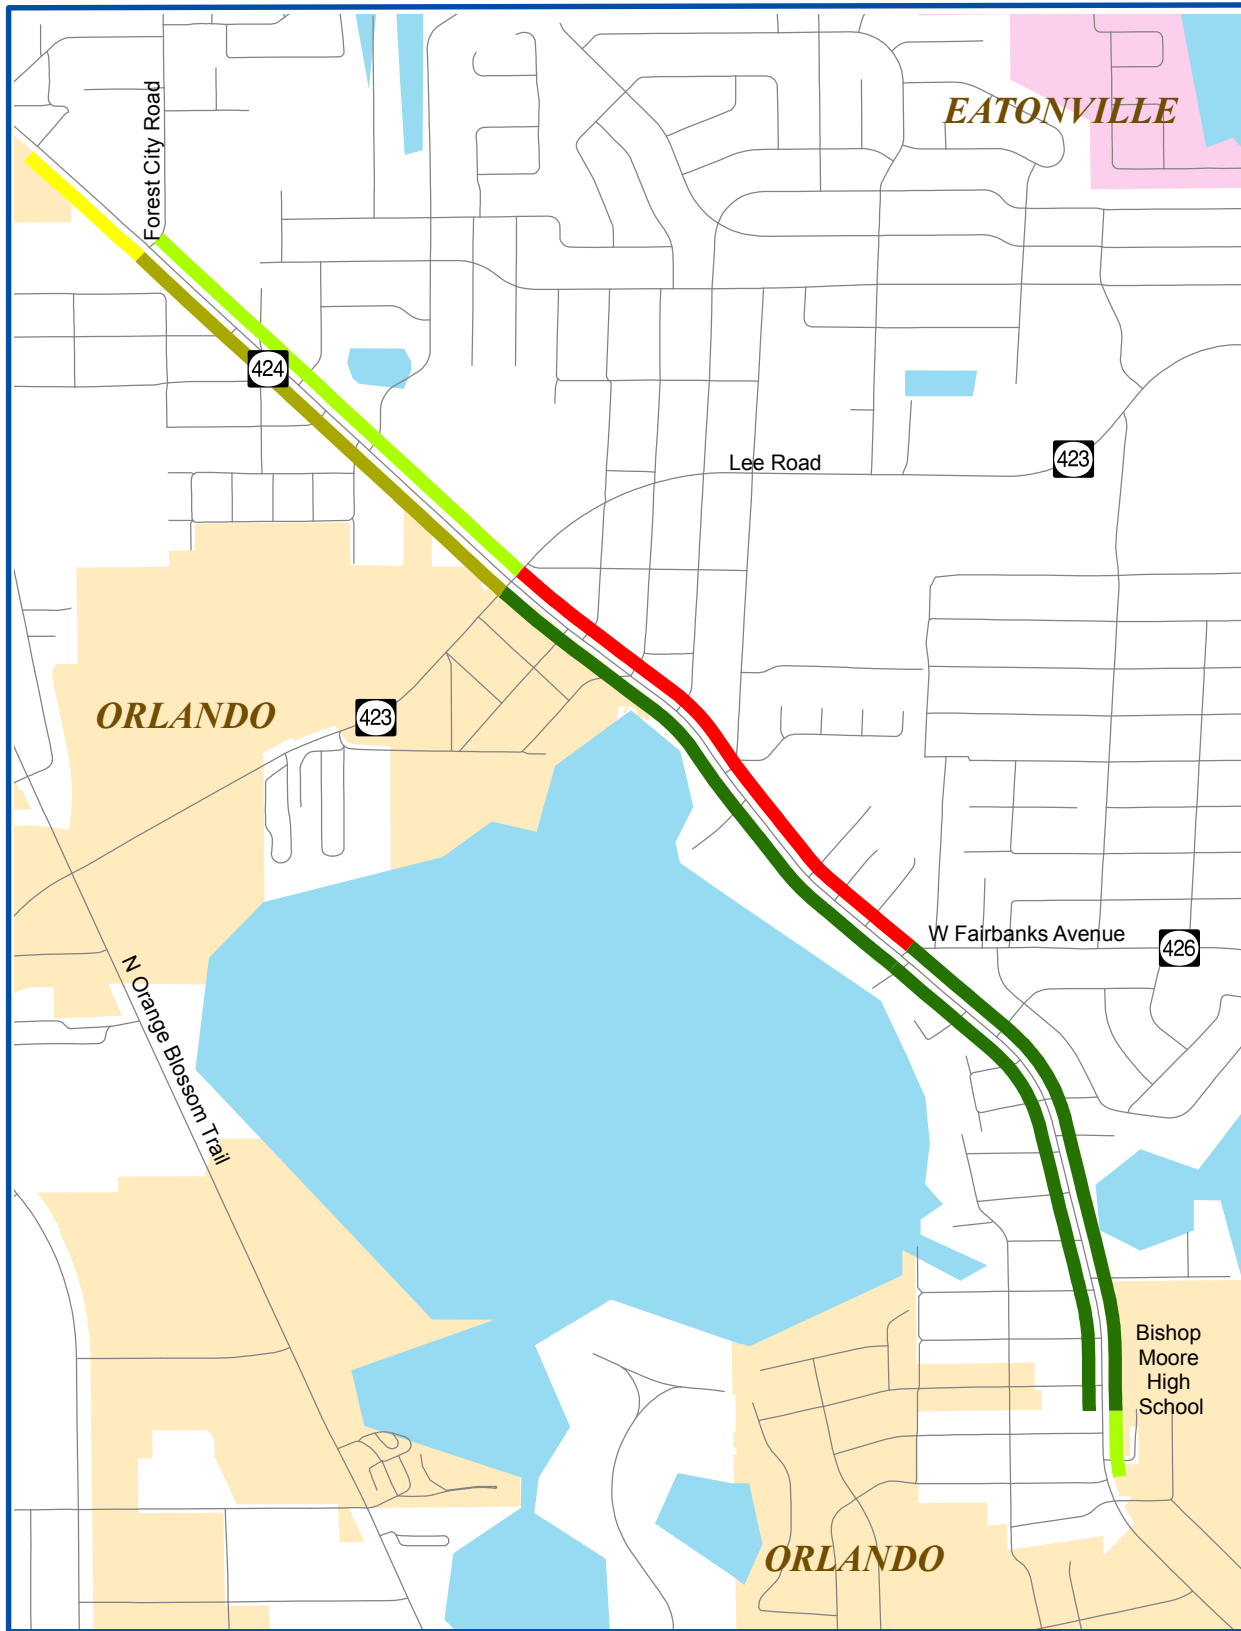 EATONVILLE
Forest City Road
424
Lee Road
423
ORLANDO
423
W Fairbanks Avenue
426
N Orange Blossom Trail
Bishop
Moore
High
School
ORLANDO